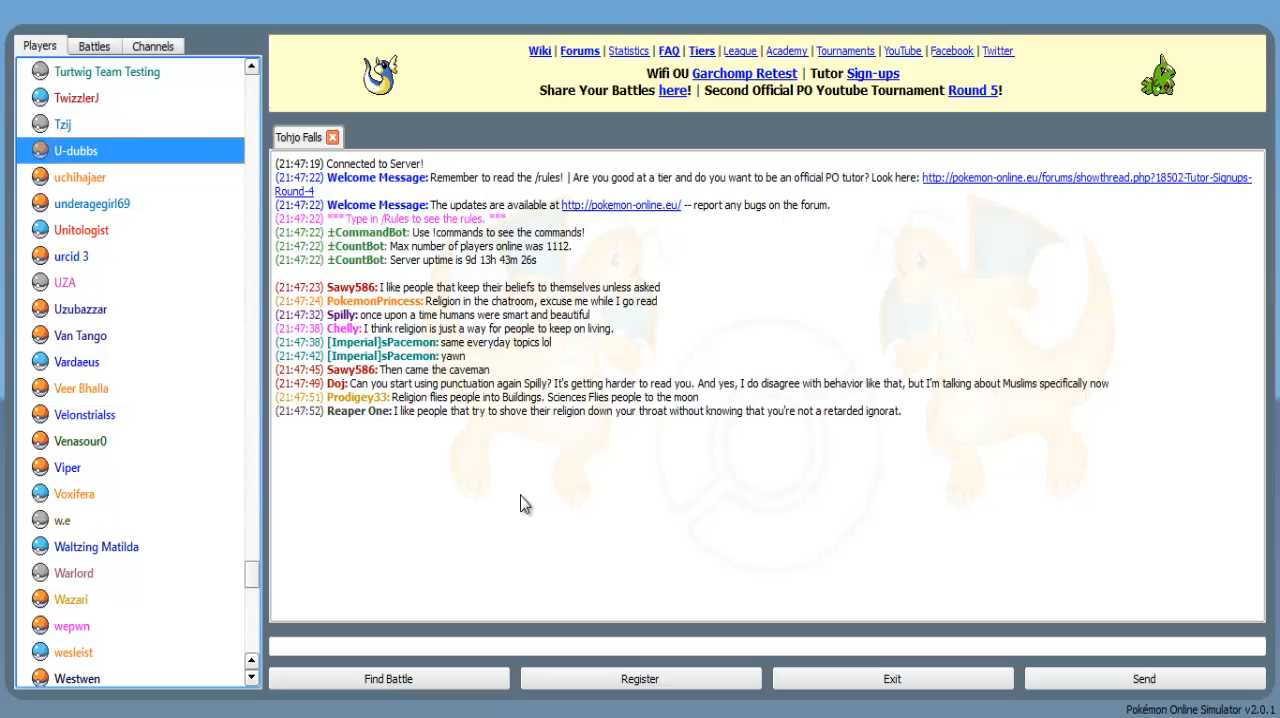 Players Battles Channels
Turtwig Team Testing
TwizzlerJ
Tzij
U-dubbs
uchihajaer
underagegirl69
Unitologist
urcid 3
UZA
Uzubazzar
Van Tango
Vardaeus
Veer Bhalla
Velonstrialss
Venasour0
Viper
Voxifera
w.e
Waltzing Matilda
Warlord
Wazari
wepwn
wesleist
Westwen
Wiki | Forums | Statistics | FAQ | Tiers | League | Academy | Tournaments | YouTube | Facebook | Twitter
Wifi OU Garchomp Retest | Tutor Sign-ups
Share Your Battles here! | Second Official PO Youtube Tournament Round 5!
Tohjo Falls
(21:47:19) Connected to Server!
(21:47:22) Welcome Message: Remember to read the /rules! | Are you good at a tier and do you want to be an official PO tutor? Look here: http://pokemon-online.eu/forums/showthread.php?18502-Tutor-Signups-
Round-4
(21:47:22) Welcome Message: The updates are available at http://pokemon-online.eu/ -- report any bugs on the forum.
(21:47:22) *** Type in /Rules to see the rules. ***
(21:47:22) ±CommandBot: Use !commands to see the commands!
(21:47:22) ±CountBot: Max number of players online was 1112.
(21:47:22) ±CountBot: Server uptime is 9d 13h 43m 26s
(21:47:23) Sawy586: I like people that keep their beliefs to themselves unless asked
(21:47:24) PokemonPrincess: Religion in the chatroom, excuse me while I go read
(21:47:32) Spilly: once upon a time humans were smart and beautiful
(21:47:38) Chelly: I think religion is just a way for people to keep on living.
(21:47:38) [Imperial]sPacemon: same everyday topics lol
(21:47:42) [Imperial]sPacemon: yawn
(21:47:45) Sawy586: Then came the caveman
(21:47:49) Doj: Can you start using punctuation again Spilly? It's getting harder to read you. And yes, I do disagree with behavior like that, but I'm talking about Muslims specifically now
(21:47:51) Prodigey33: Religion flies people into Buildings. Sciences Flies people to the moon
(21:47:52) Reaper One: I like people that try to shove their religion down your throat without knowing that you're not a retarded ignorat.
Find Battle Register Exit Send
Pokémon Online Simulator v2.0.1